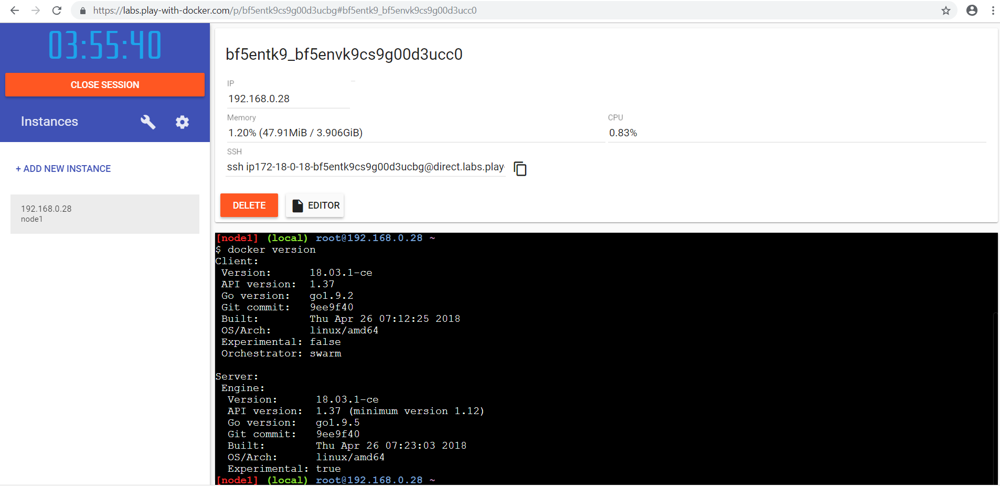 https://labs.play-with-docker.com/p/bf5entk9cs9g00d3ucbg#bf5entk9_bf5envk9cs9g00d3ucc0
03:55:40
CLOSE SESSION
Instances
+ ADD NEW INSTANCE
192.168.0.28
node1
bf5entk9_bf5envk9cs9g00d3ucc0
IP
192.168.0.28
Memory
1.20% (47.91MiB / 3.906GiB)
CPU
0.83%
SSH
ssh ip172-18-0-18-bf5entk9cs9g00d3ucbg@direct.labs.play-
DELETE
EDITOR
[node1] (local) root@192.168.0.28 ~
$ docker version
Client:
 Version:      18.03.1-ce
 API version:  1.37
 Go version:   go1.9.2
 Git commit:   9ee9f40
 Built:        Thu Apr 26 07:12:25 2018
 OS/Arch:      linux/amd64
 Experimental: false
 Orchestrator: swarm

Server:
 Engine:
  Version:      18.03.1-ce
  API version:  1.37 (minimum version 1.12)
  Go version:   go1.9.5
  Git commit:   9ee9f40
  Built:        Thu Apr 26 07:23:03 2018
  OS/Arch:      linux/amd64
  Experimental: true
[node1] (local) root@192.168.0.28 ~